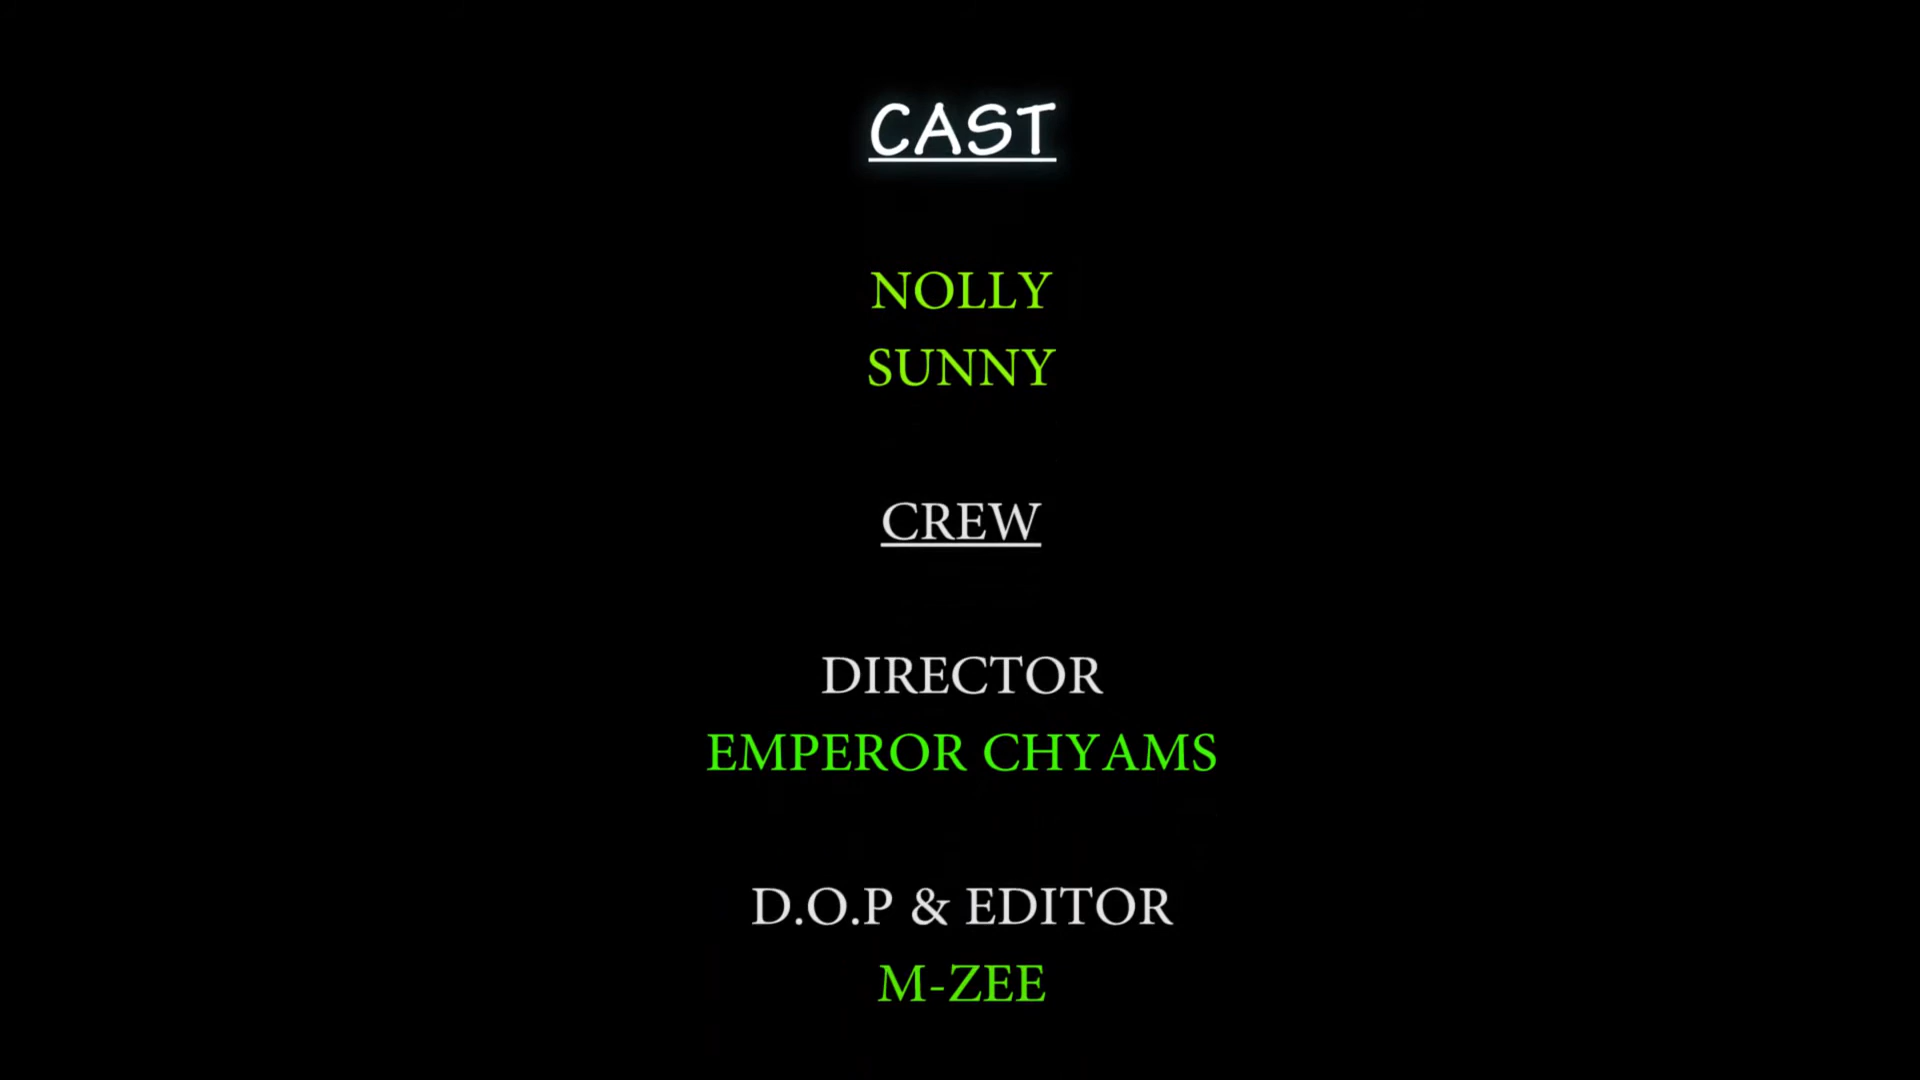 CAST
NOLLY
SUNNY
CREW
DIRECTOR
EMPEROR CHYAMS
D.O.P & EDITOR
M-ZEE